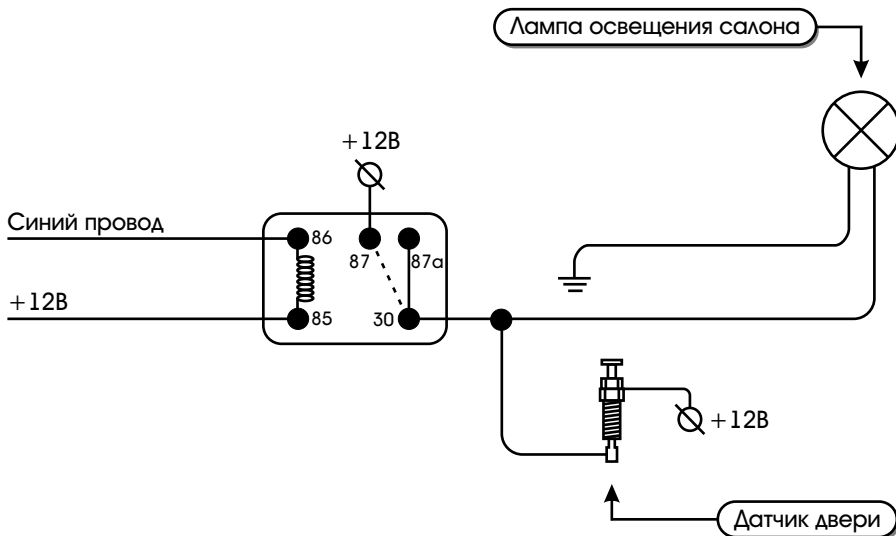 Лампа освещения салона
+12В
Синий провод
86
87
87а
+12В
85
30
+12В
Датчик двери